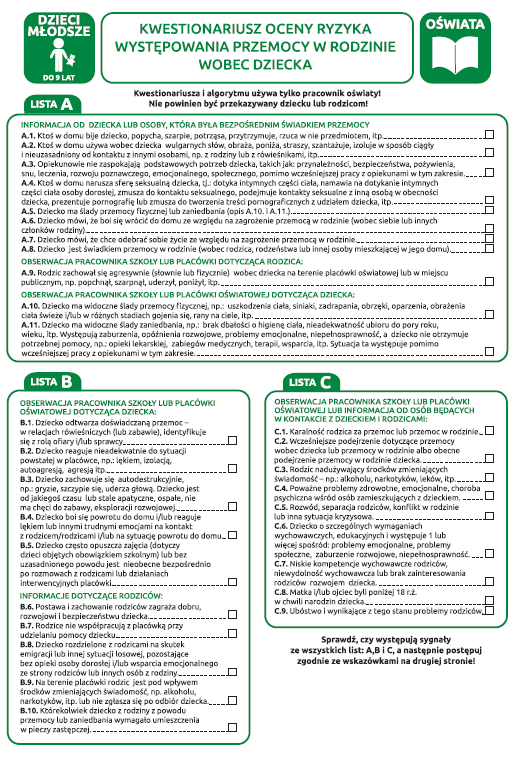 DZIECI
MŁODSZE
DO 9 LAT
KWESTIONARIUSZ OCENY RYZYKA
WYSTĘPOWANIA PRZEMOCY W RODZINIE
WOBEC DZIECKA
OŚWIATA
Kwestionariusza i algorytmu używa tylko pracownik oświaty!
Nie powinien być przekazywany dziecku lub rodzicom!
LISTA A
INFORMACJA OD DZIECKA LUB OSOBY, KTÓRA BYŁA BEZPOŚREDNIM ŚWIADKIEM PRZEMOCY
A.1. Ktoś w domu bije dziecko, popycha, szarpie, potrząsa, przytrzymuje, rzuca w nie przedmiotem, itp.
A.2. Ktoś w domu używa wobec dziecka wulgarnych słów, obraża, poniża, straszy, szantażuje, izoluje w sposób ciągły
i nieuzasadniony od kontaktu z innymi osobami, np. z rodziny lub z rówieśnikami, itp.
A.3. Opiekunowie nie zaspokajają podstawowych potrzeb dziecka, takich jak: przynależności, bezpieczeństwa, pożywienia,
snu, leczenia, rozwoju poznawczego, emocjonalnego, społecznego, pomimo wcześniejszej pracy z opiekunami w tym zakresie.
A.4. Ktoś w domu narusza sferę seksualną dziecka, tj.: dotyka intymnych części ciała, namawia na dotykanie intymnych
części ciała osoby dorosłej, zmusza do kontaktu seksualnego, podejmuje kontakty seksualne z inną osobą w obecności
dziecka, prezentuje pornografię lub zmusza do tworzenia treści pornograficznych z udziałem dziecka, itp.
A.5. Dziecko ma ślady przemocy fizycznej lub zaniedbania (opis A.10. i A.11.)
A.6. Dziecko mówi, że boi się wrócić do domu ze względu na zagrożenie przemocą w rodzinie (wobec siebie lub innych
członków rodziny)
A.7. Dziecko mówi, że chce odebrać sobie życie ze względu na zagrożenie przemocą w rodzinie.
A.8. Dziecko jest świadkiem przemocy w rodzinie (wobec rodzica, rodzeństwa lub innej osoby mieszkającej w jego domu).
OBSERWACJA PRACOWNIKA SZKOŁY LUB PLACÓWKI DOTYCZĄCA RODZICA:
A.9. Rodzic zachował się agresywnie (słownie lub fizycznie) wobec dziecka na terenie placówki oświatowej lub w miejscu
publicznym, np. popchnął, szarpnął, uderzył, poniżył, itp.
OBSERWACJA PRACOWNIKA SZKOŁY LUB PLACÓWKI OŚWIATOWEJ DOTYCZĄCA DZIECKA:
A.10. Dziecko ma widoczne ślady przemocy fizycznej, np.: uszkodzenia ciała, siniaki, zadrapania, obrzęki, oparzenia, obrażenia
ciała świeże i/lub w różnych stadiach gojenia się, rany na ciele, itp.
A.11. Dziecko ma widoczne ślady zaniedbania, np.: brak dbałości o higienę ciała, nieadekwatność ubioru do pory roku,
wieku, itp. Występują zaburzenia, opóźnienia rozwojowe, problemy emocjonalne, niepełnosprawność, a dziecko nie otrzymuje
potrzebnej pomocy, np.: opieki lekarskiej, zabiegów medycznych, terapii, wsparcia, itp. Sytuacja ta występuje pomimo
wcześniejszej pracy z opiekunami w tym zakresie.
LISTA B
OBSERWACJA PRACOWNIKA SZKOŁY LUB PLACÓWKI
OŚWIATOWEJ DOTYCZĄCA DZIECKA:
B.1. Dziecko odtwarza doświadczaną przemoc –
w relacjach rówieśniczych (lub zabawie), identyfikuje
się z rolą ofiary i/lub sprawcy
B.2. Dziecko reaguje nieadekwatnie do sytuacji
powstałej w placówce, np.: lękiem, izolacją,
autoagresją, agresją itp.
B.3. Dziecko zachowuje się autodestrukcyjnie,
np.: gryzie, szczypie się, uderza głową. Dziecko jest
od jakiegoś czasu lub stale apatyczne, ospałe, nie
ma chęci do zabawy, eksploracji rozwojowej.
B.4. Dziecko boi się powrotu do domu i/lub reaguje
lękiem lub innymi trudnymi emocjami na kontakt
z rodzicem/rodzicami i/lub na sytuację powrotu do domu
B.5. Dziecko często opuszcza zajęcia (dotyczy
dzieci objętych obowiązkiem szkolnym) lub bez
uzasadnionego powodu jest nieobecne bezpośrednio
po rozmowach z rodzicami lub działaniach
interwencyjnych placówki.
INFORMACJE DOTYCZĄCE RODZICÓW:
B.6. Postawa i zachowanie rodziców zagraża dobru,
rozwojowi i bezpieczeństwu dziecka.
B.7. Rodzice nie współpracują z placówką przy
udzielaniu pomocy dziecku.
B.8. Dziecko rozdzielone z rodzicami na skutek
emigracji lub innej sytuacji losowej, pozostające
bez opieki osoby dorosłej i/lub wsparcia emocjonalnego
ze strony rodziców lub innych osób z rodziny.
B.9. Na terenie placówki rodzic jest pod wpływem
środków zmieniających świadomość, np. alkoholu,
narkotyków, itp. lub nie zgłasza się po odbiór dziecka.
B.10. Którekolwiek dziecko z rodziny z powodu
przemocy lub zaniedbania wymagało umieszczenia
w pieczy zastępczej.
LISTA C
OBSERWACJA PRACOWNIKA SZKOŁY LUB PLACÓWKI
OŚWIATOWEJ LUB INFORMACJA OD OSÓB BĘDĄCYCH
W KONTAKCIE Z DZIECKIEM I RODZICAMI:
C.1. Karalność rodzica za przemoc lub przemoc w rodzinie.
C.2. Wcześniejsze podejrzenie dotyczące przemocy
wobec dziecka lub przemocy w rodzinie albo obecne
podejrzenie przemocy w rodzinie dziecka.
C.3. Rodzic nadużywający środków zmieniających
świadomość – np.: alkoholu, narkotyków, leków, itp.
C.4. Poważne problemy zdrowotne, emocjonalne, choroba
psychiczna wśród osób zamieszkujących z dzieckiem.
C.5. Rozwód, separacja rodziców, konflikt w rodzinie
lub inna sytuacja kryzysowa.
C.6. Dziecko o szczególnych wymaganiach
wychowawczych, edukacyjnych i występuje 1 lub
więcej spośród: problemy emocjonalne, problemy
społeczne, zaburzenie rozwojowe, niepełnosprawność.
C.7. Niskie kompetencje wychowawcze rodziców,
niewydolność wychowawcza lub brak zainteresowania
rodziców rozwojem dziecka.
C.8. Matka i/lub ojciec byli poniżej 18 r.ż.
w chwili narodzin dziecka.
C.9. Ubóstwo i wynikające z tego stanu problemy rodziny.
Sprawdź, czy występują sygnały
ze wszystkich list: A,B i C, a następnie postępuj
zgodnie ze wskazówkami na drugiej stronie!